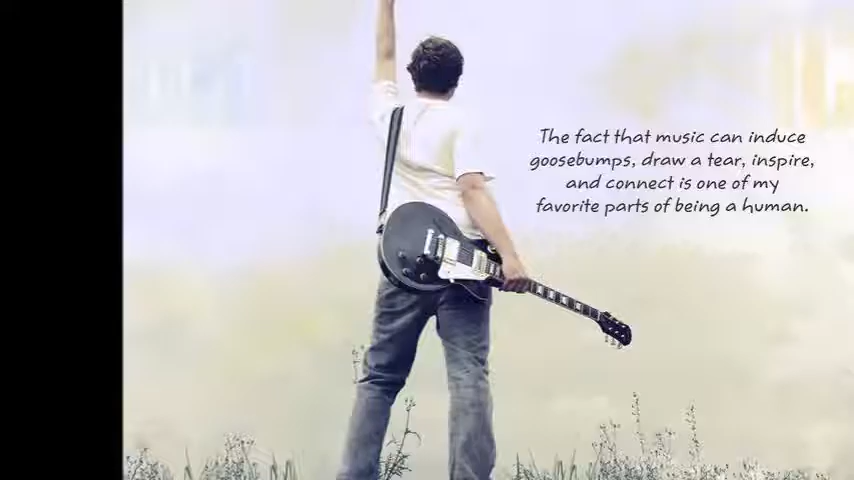 The fact that music can induce
goosebumps, draw a tear, inspire,
and connect is one of my
favorite parts of being a human.